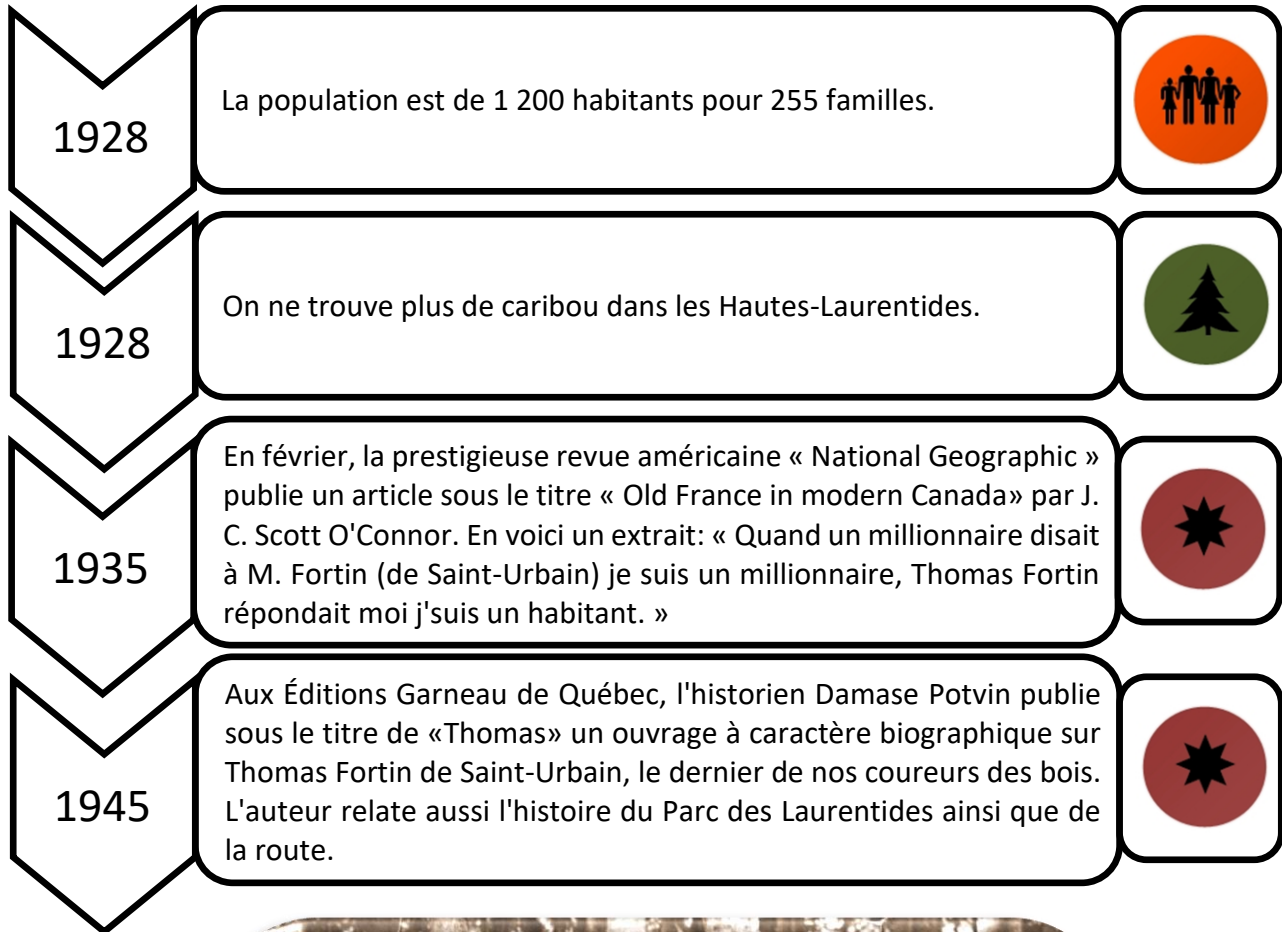 1928
La population est de 1 200 habitants pour 255 familles.
1928
On ne trouve plus de caribou dans les Hautes-Laurentides.
1935
En février, la prestigieuse revue américaine « National Geographic »
publie un article sous le titre « Old France in modern Canada» par J.
C. Scott O'Connor. En voici un extrait: « Quand un millionnaire disait
à M. Fortin (de Saint-Urbain) je suis un millionnaire, Thomas Fortin
répondait moi j'suis un habitant. »
1945
Aux Éditions Garneau de Québec, l'historien Damase Potvin publie
sous le titre de «Thomas» un ouvrage à caractère biographique sur
Thomas Fortin de Saint-Urbain, le dernier de nos coureurs des bois.
L'auteur relate aussi l'histoire du Parc des Laurentides ainsi que de
la route.